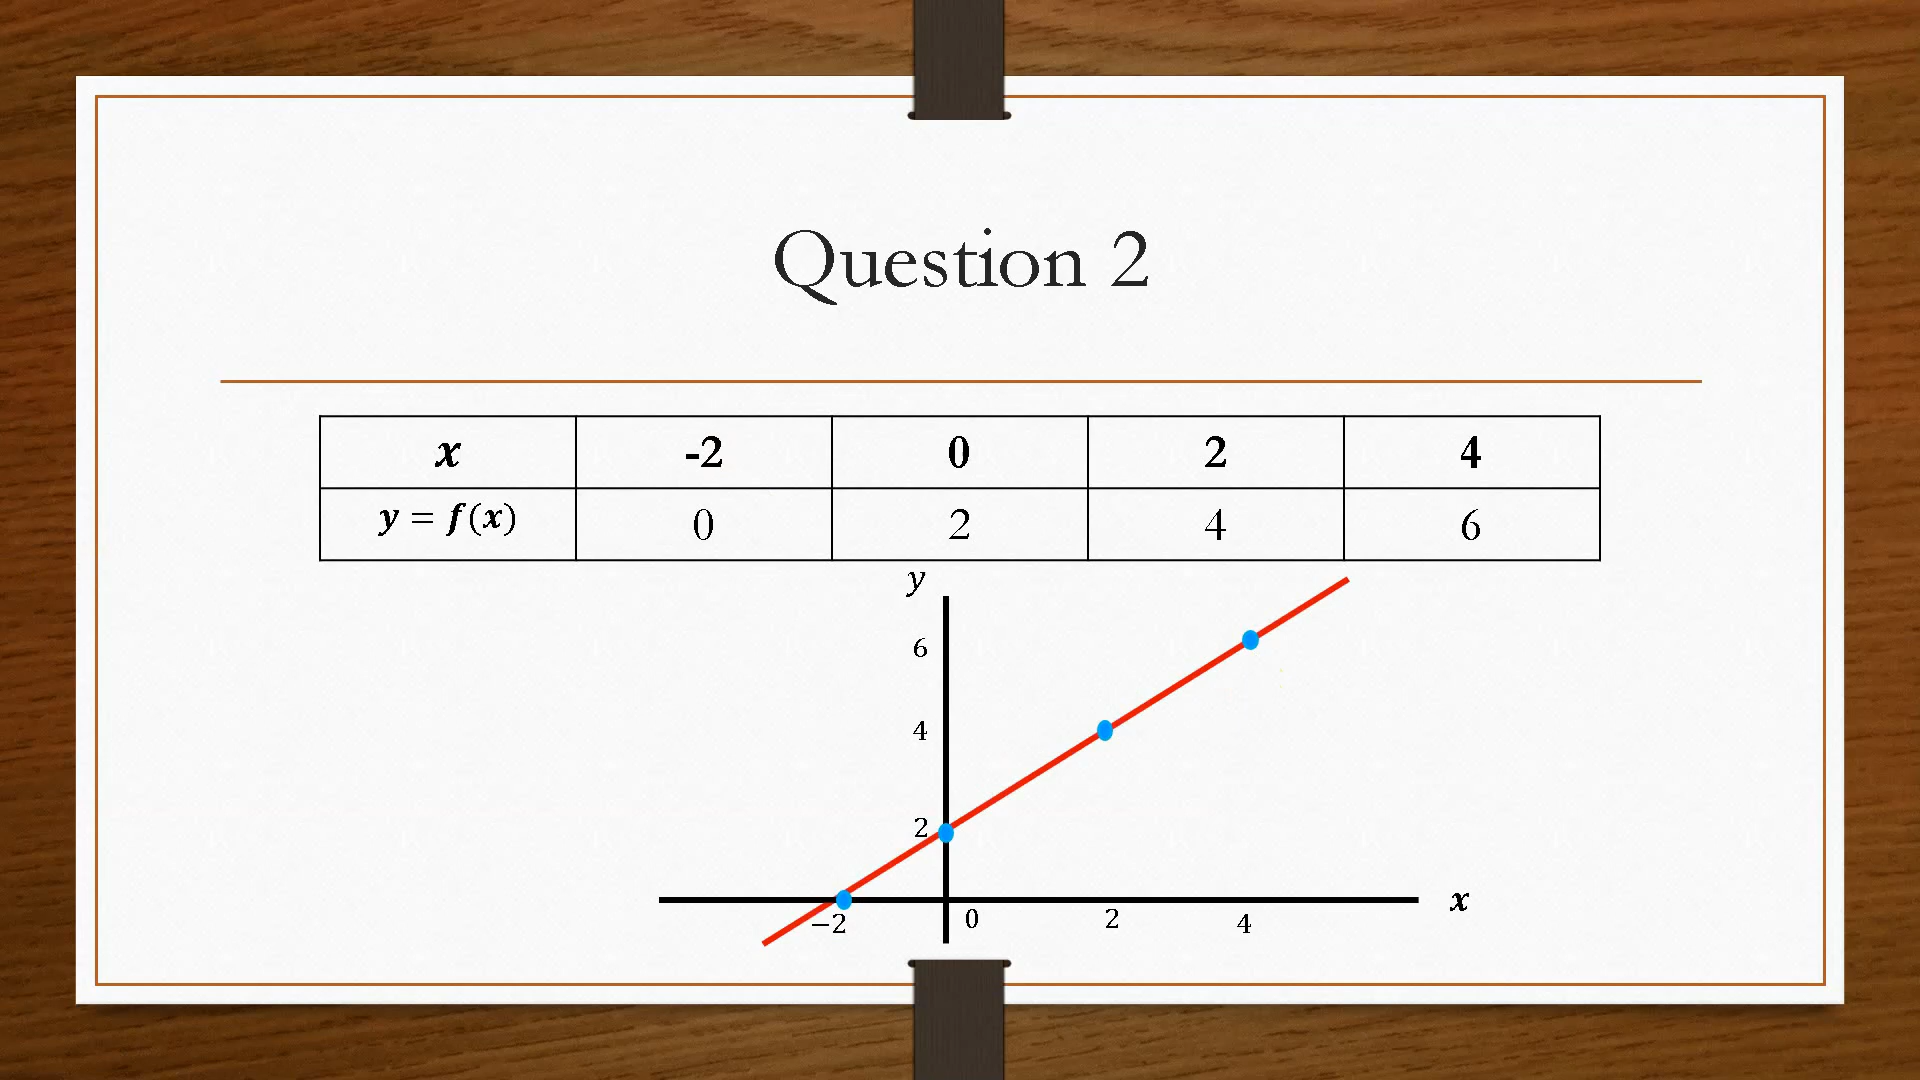 Question 2
x -2 0 2 4
y = f(x) 0 2 4 6
y
6
4
2
−2 0 2 4 x